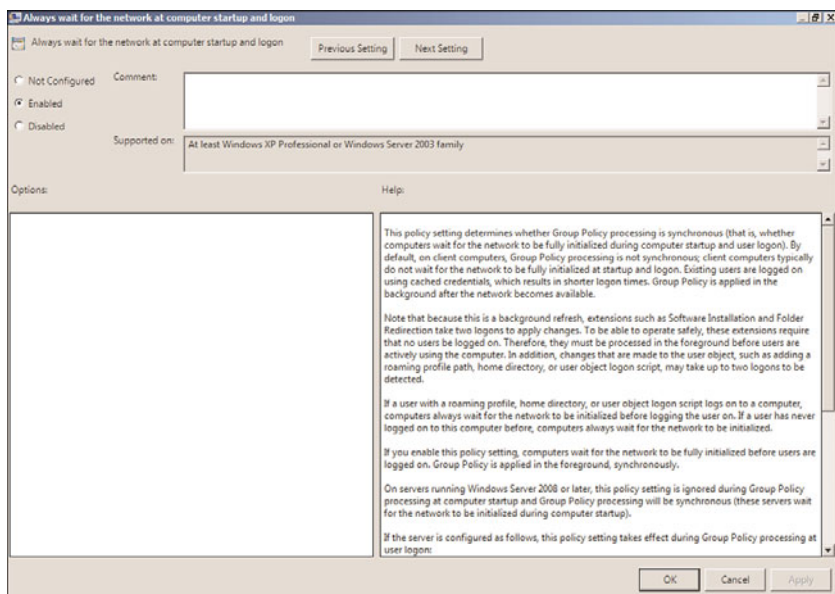 Always wait for the network at computer startup and logon
Always wait for the network at computer startup and logon
Previous Setting
Next Setting
Not Configured
Comment:
Enabled
Disabled
Supported on:
At least Windows XP Professional or Windows Server 2003 family
Options:
Help:
This policy setting determines whether Group Policy processing is synchronous (that is, whether
computers wait for the network to be fully initialized during computer startup and user logon). By
default, on client computers, Group Policy processing is not synchronous; client computers typically
do not wait for the network to be fully initialized at startup and logon. Existing users are logged on
using cached credentials, which results in shorter logon times. Group Policy is applied in the
background after the network becomes available.
Note that because this is a background refresh, extensions such as Software Installation and Folder
Redirection take two logons to apply changes. To be able to operate safely, these extensions require
that no users be logged on. Therefore, they must be processed in the foreground before users are
actively using the computer. In addition, changes that are made to the user object, such as adding a
roaming profile path, home directory, or user object logon script, may take up to two logons to be
detected.
If a user with a roaming profile, home directory, or user object logon script logs on to a computer,
computers always wait for the network to be initialized before logging the user on. If a user has never
logged on to this computer before, computers always wait for the network to be initialized.
If you enable this policy setting, computers wait for the network to be fully initialized before users are
logged on. Group Policy is applied in the foreground, synchronously.
On servers running Windows Server 2008 or later, this policy setting is ignored during Group Policy
processing at computer startup and Group Policy processing will be synchronous (these servers wait
for the network to be initialized during computer startup).
If the server is configured as follows, this policy setting takes effect during Group Policy processing at
user logon:
OK
Cancel
Apply